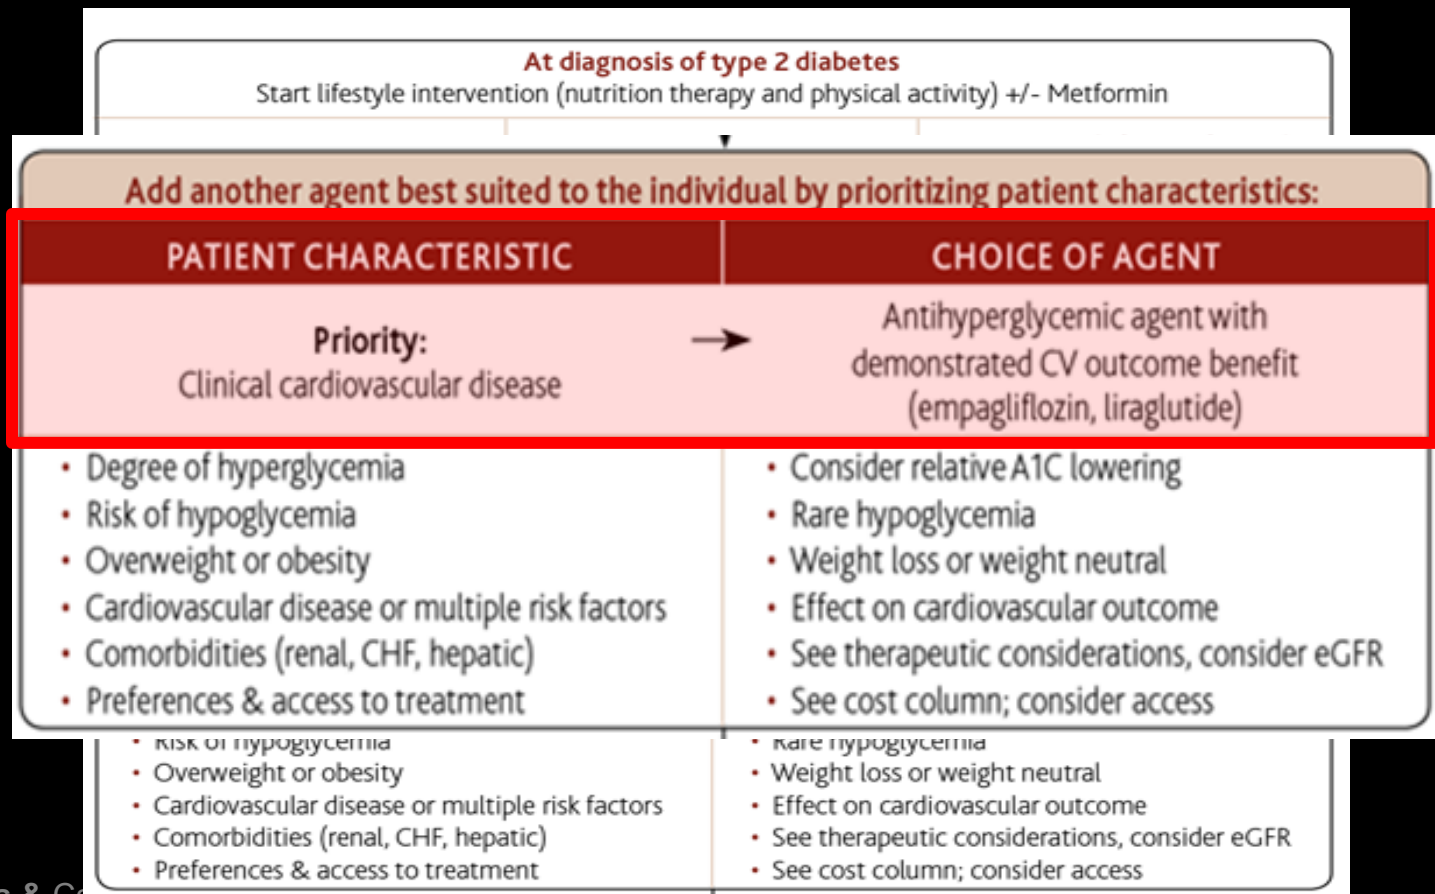 At diagnosis of type 2 diabetes
Start lifestyle intervention (nutrition therapy and physical activity) +/- Metformin
Add another agent best suited to the individual by prioritizing patient characteristics:
PATIENT CHARACTERISTIC
CHOICE OF AGENT
Priority:
Clinical cardiovascular disease
Antihyperglycemic agent with
demonstrated CV outcome benefit
(empagliflozin, liraglutide)
• Degree of hyperglycemia
• Consider relative A1C lowering
• Risk of hypoglycemia
• Rare hypoglycemia
• Overweight or obesity
• Weight loss or weight neutral
• Cardiovascular disease or multiple risk factors
• Effect on cardiovascular outcome
• Comorbidities (renal, CHF, hepatic)
• See therapeutic considerations, consider eGFR
• Preferences & access to treatment
• See cost column; consider access
• Risk of hypoglycemia
• Rare hypoglycemia
• Overweight or obesity
• Weight loss or weight neutral
• Cardiovascular disease or multiple risk factors
• Effect on cardiovascular outcome
• Comorbidities (renal, CHF, hepatic)
• See therapeutic considerations, consider eGFR
• Preferences & access to treatment
• See cost column; consider access